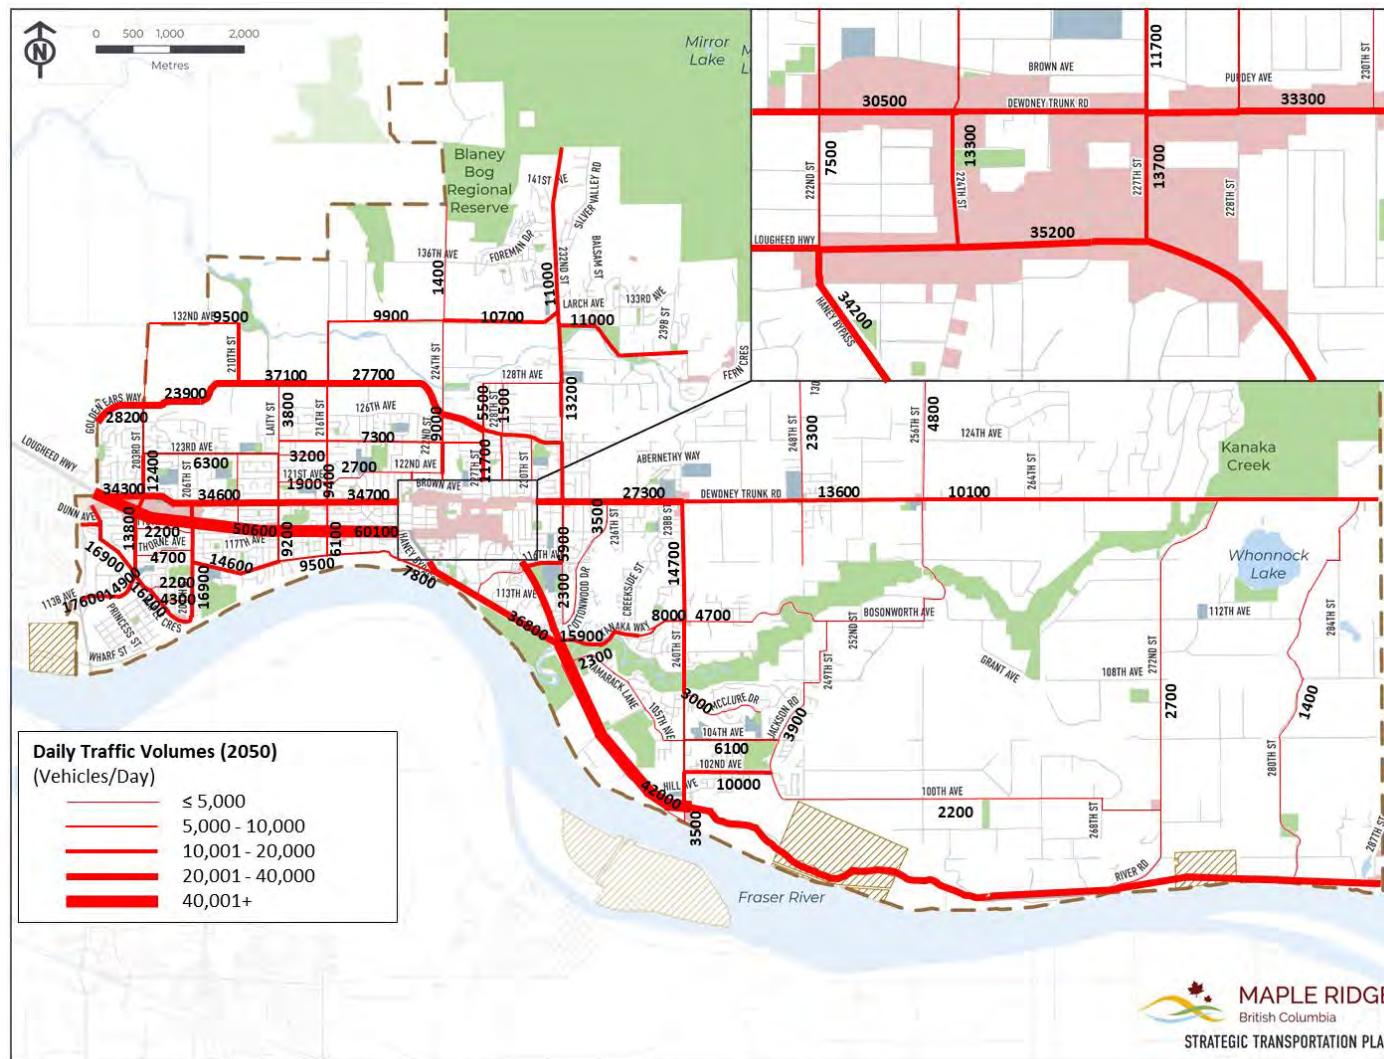 N
0 500 1,000 2,000
Metres
Mirror
Lake
Blaney
Bog
Regional
Reserve
141ST
SILVER VALLEY RD
FOREMAN DR
232ND ST
BALSAM ST
136TH AVE
1400
11000
LARCH AVE
133RD AVE
239B ST
132ND AVE
9500
9900
10700
11000
210TH ST
224TH ST
FERN CRES
37100
27700
128TH AVE
GOLDEN EARS WAY
23900
28200
LAITY ST
3800
216TH ST
126TH AVE
222ND ST
9000
5500
228TH ST
1500
13200
LOUGHEED HWY
203RD ST
123RD AVE
7300
12400
6300
206TH ST
3200
121ST AVE
2700
122ND AVE
1900
9400
227TH ST
11700
230TH ST
BROWN AVE
34300
34600
34700
DUNN AVE
13800
2200
50600
60100
THORNE AVE
117TH AVE
4700
9200
6100
14600
9500
16900
2200
16900
4300
14900
16200
17600
113B AVE
PRINCESS ST
WHARF ST
HANEY BYPASS
7800
116TH AVE
5900
3500
236TH ST
113TH AVE
2300
COTTONWOOD DR
CREEKSIDE ST
36800
15900
KANAKA WAY
8000
4700
2300
TAMARACK LANE
105TH AVE
240TH ST
3000
MCCLURE DR
JACKSON RD
3900
104TH AVE
6100
102ND AVE
10000
42000
3500
ABERNETHY WAY
27300
DEWDNEY TRUNK RD
13600
10100
238B ST
14700
248TH ST
2300
256TH ST
4800
124TH AVE
264TH ST
Kanaka
Creek
Whonnock
Lake
BOSONWORTH AVE
252ND ST
249TH ST
GRANT AVE
112TH AVE
108TH AVE
272ND ST
2700
284TH ST
1400
280TH ST
100TH AVE
2200
268TH ST
RIVER RD
287TH ST
Fraser River
11700
BROWN AVE
PURDEY AVE
230TH ST
30500
DEWDNEY TRUNK RD
33300
222ND ST
7500
13300
224TH ST
227TH ST
13700
228TH ST
LOUGHEED HWY
35200
34200
HANEY BYPASS
Daily Traffic Volumes (2050)
(Vehicles/Day)
≤ 5,000
5,000 - 10,000
10,001 - 20,000
20,001 - 40,000
40,001+
MAPLE RIDGE
British Columbia
STRATEGIC TRANSPORTATION PLA